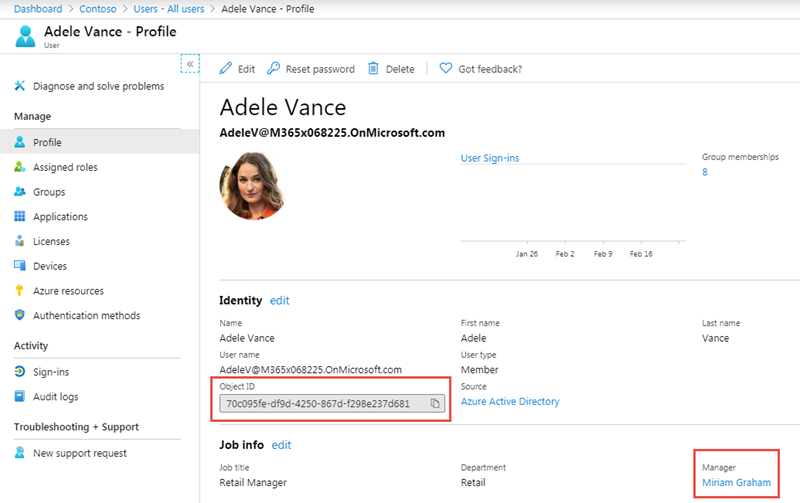 Dashboard > Contoso > Users - All users > Adele Vance - Profile
Adele Vance - Profile
User
«
Diagnose and solve problems
Manage
Profile
Assigned roles
Groups
Applications
Licenses
Devices
Azure resources
Authentication methods
Activity
Sign-ins
Audit logs
Troubleshooting + Support
New support request
Edit Reset password Delete Got feedback?
Adele Vance
AdeleV@M365x068225.OnMicrosoft.com
User Sign-ins
Jan 26 Feb 2 Feb 9 Feb 16
Group memberships
8
Identity edit
Name First name Last name
Adele Vance Adele Vance
User name User type
AdeleV@M365x068225.OnMicrosoft.com Member
Object ID Source
70c095fe-df9d-4250-867d-f298e237d681 Azure Active Directory
Job info edit
Job title Department Manager
Retail Manager Retail Miriam Graham